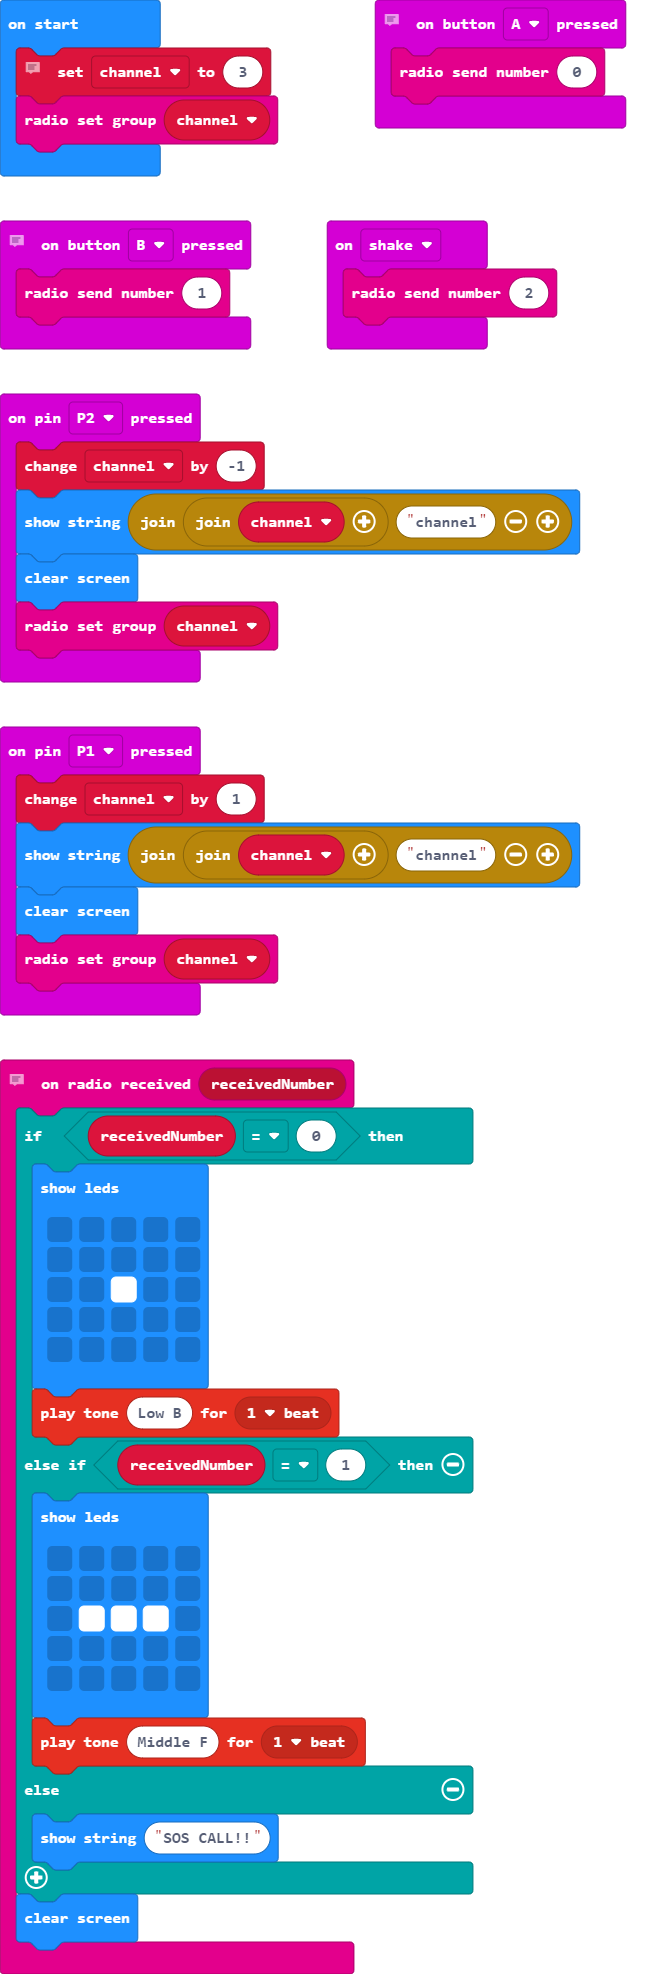 on start
set channel to 3
radio set group channel
on button A pressed
radio send number 0
on button B pressed
radio send number 1
on shake
radio send number 2
on pin P2 pressed
change channel by -1
show string join join channel "channel"
clear screen
radio set group channel
on pin P1 pressed
change channel by 1
show string join join channel "channel"
clear screen
radio set group channel
on radio received receivedNumber
if receivedNumber = 0 then
show leds
play tone Low B for 1 beat
else if receivedNumber = 1 then
show leds
play tone Middle F for 1 beat
else
show string "SOS CALL!!"
clear screen